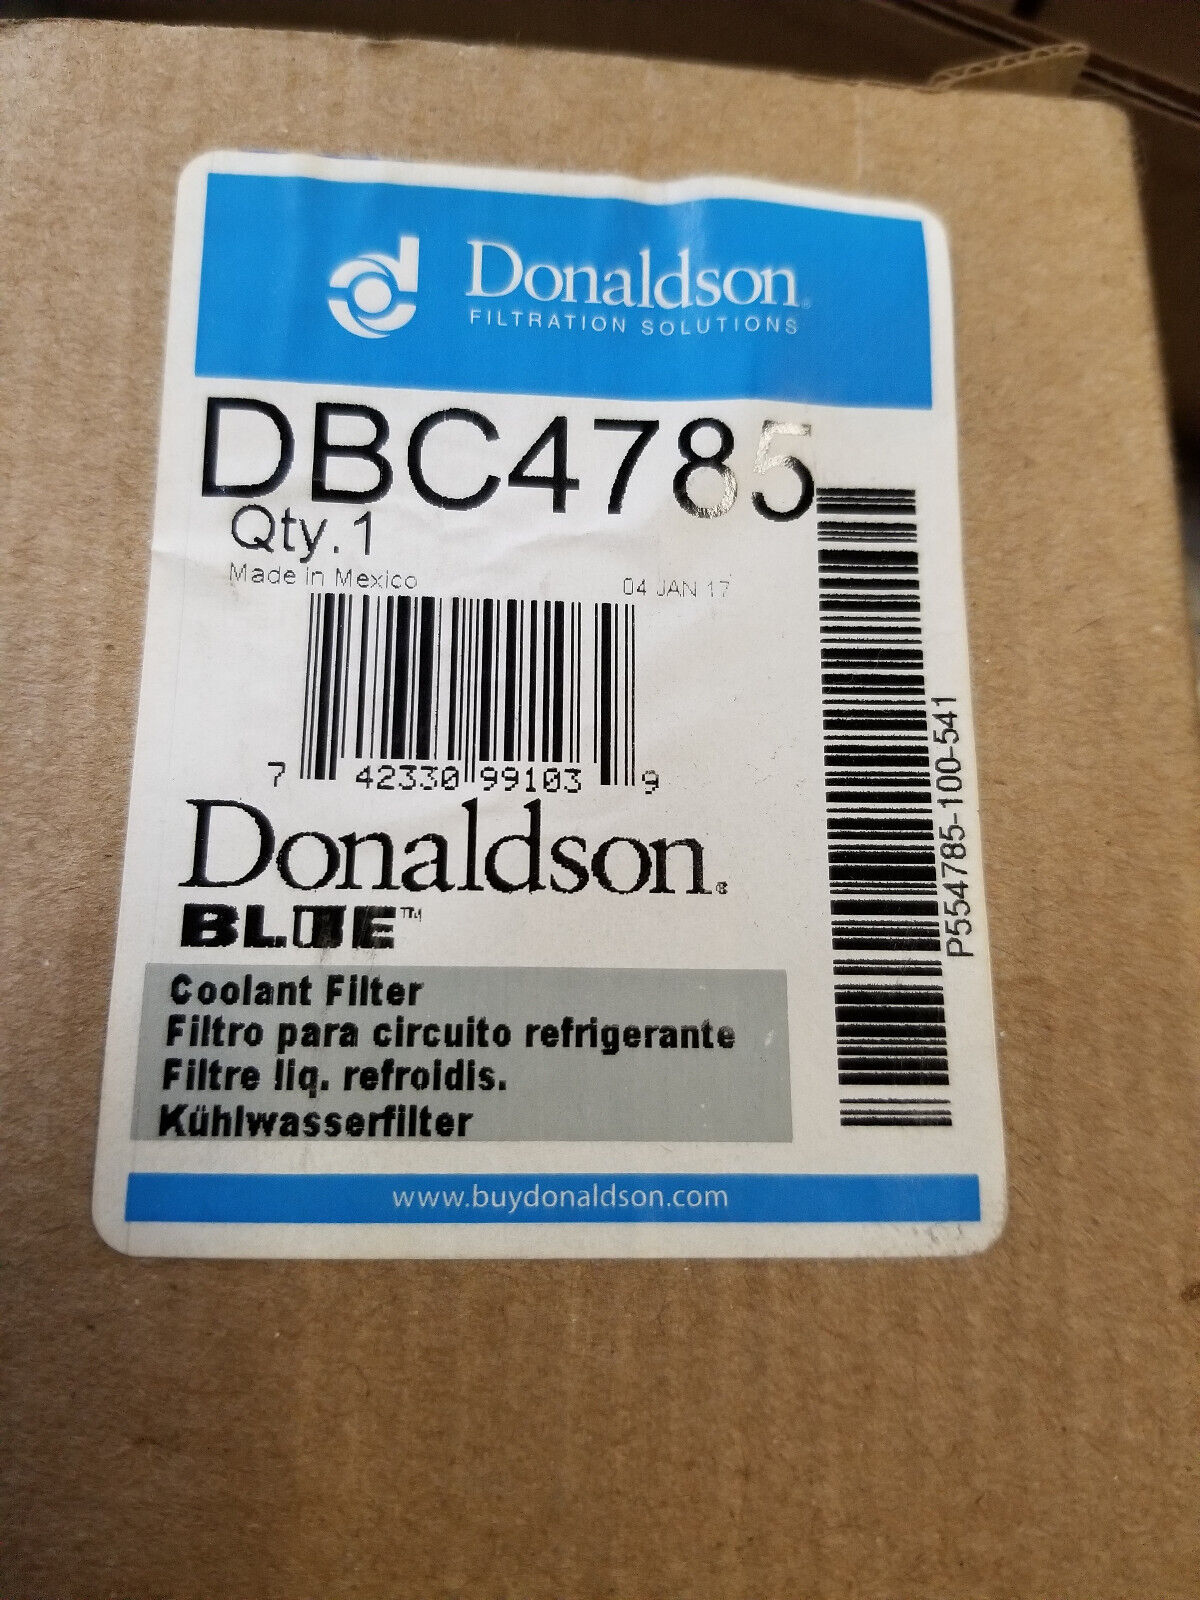 Donaldson®
FILTRATION SOLUTIONS
DBC4785
Qty.1
Made in Mexico
04 JAN 17
7 42330 99103 9
P554785-100-541
Donaldson®
BLUE™
Coolant Filter
Filtro para circuito refrigerante
Filtre liq. refroidis.
Kühlwasserfilter
www.buydonaldson.com